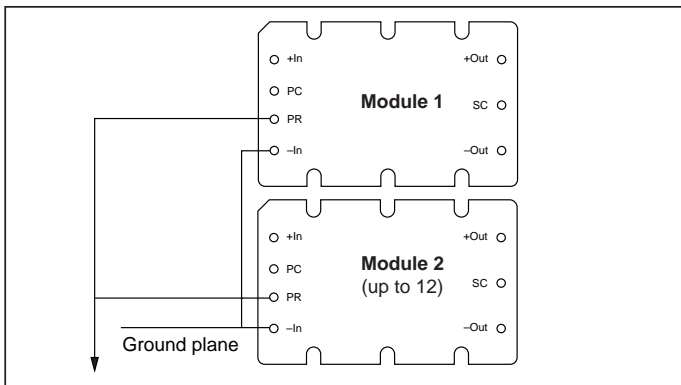 +In
+Out
PC
Module 1
SC
PR
–In
–Out
+In
+Out
PC
Module 2
(up to 12)
SC
PR
–In
–Out
Ground plane